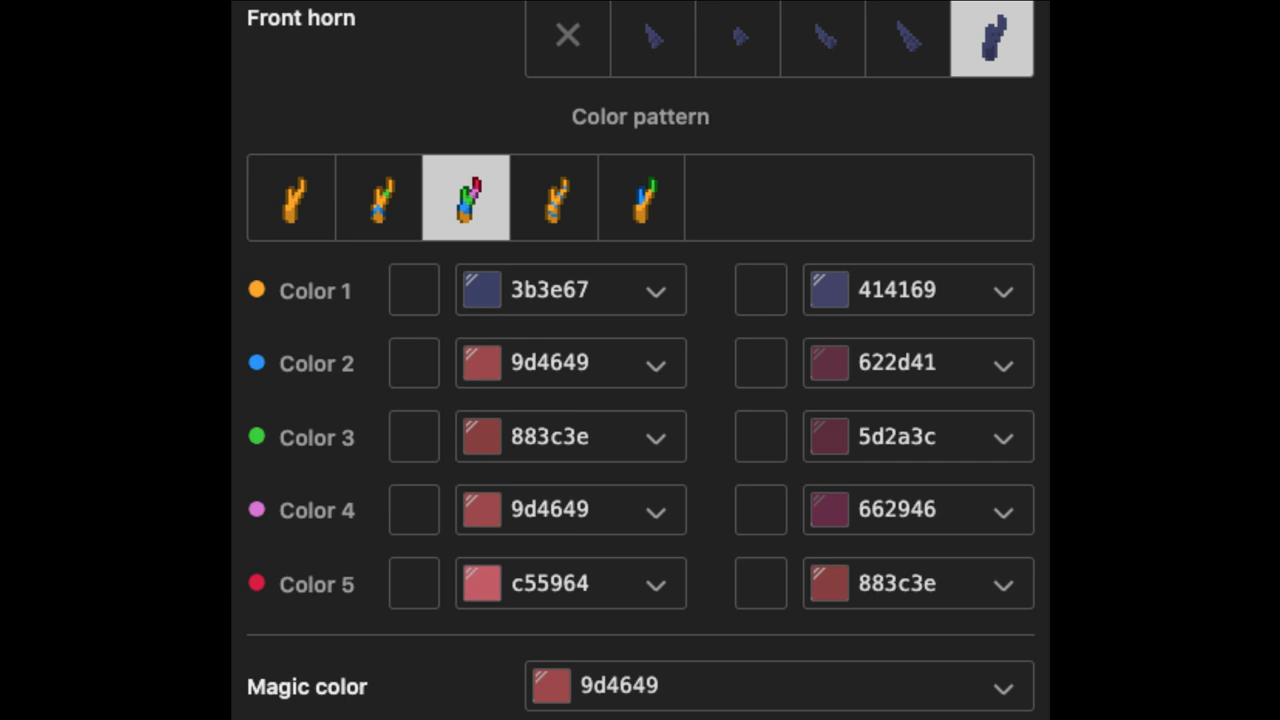 Front horn
Color pattern
Color 1 3b3e67 414169
Color 2 9d4649 622d41
Color 3 883c3e 5d2a3c
Color 4 9d4649 662946
Color 5 c55964 883c3e
Magic color 9d4649